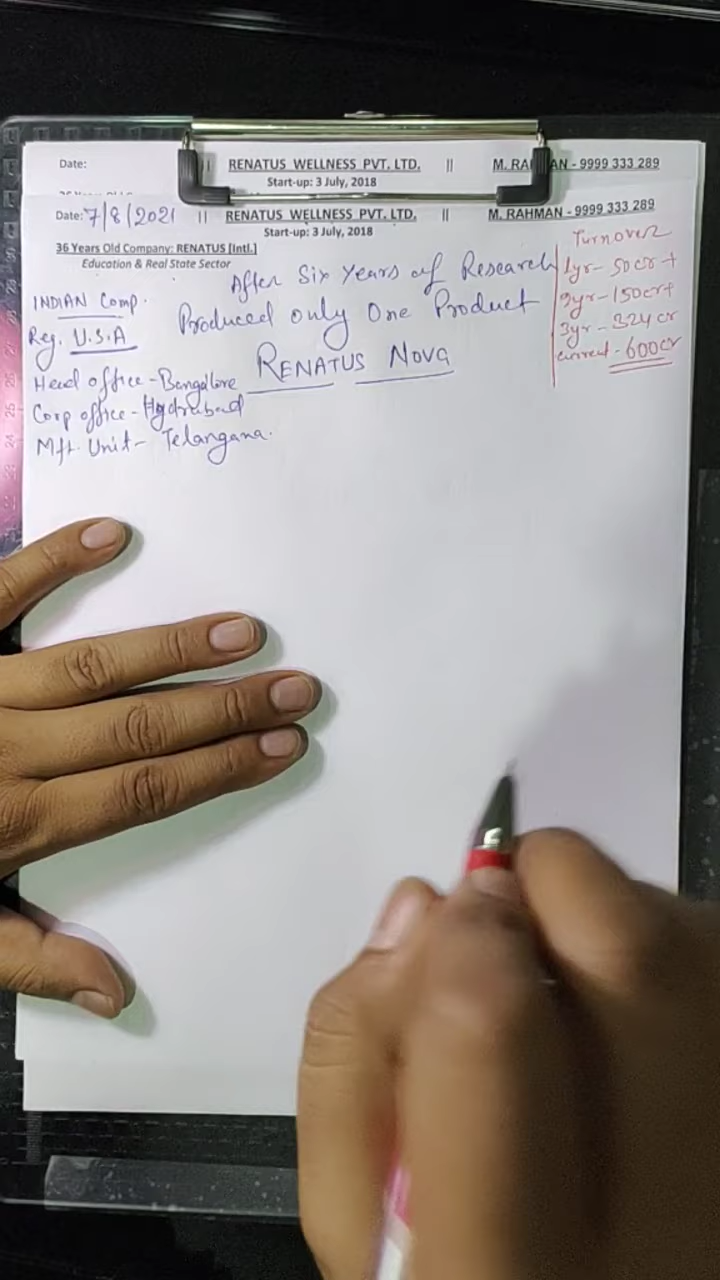 Date: || RENATUS WELLNESS PVT. LTD. || M. RAHMAN - 9999 333 289
Start-up: 3 July, 2018
Date: 7/8/2021 || RENATUS WELLNESS PVT. LTD. || M. RAHMAN - 9999 333 289
Start-up: 3 July, 2018
36 Years Old Company: RENATUS [Intl.]
Education & Real State Sector
INDIAN Comp.
Reg. U.S.A
Head office - Bangalore
Corp office - Hydrabad
Mft. Unit - Telangana.
After Six Years of Research
Produced only One Product
RENATUS NOVA
Turnover
1yr - 50cr +
2yr - 150cr+
3yr - 324 cr
current - 600cr